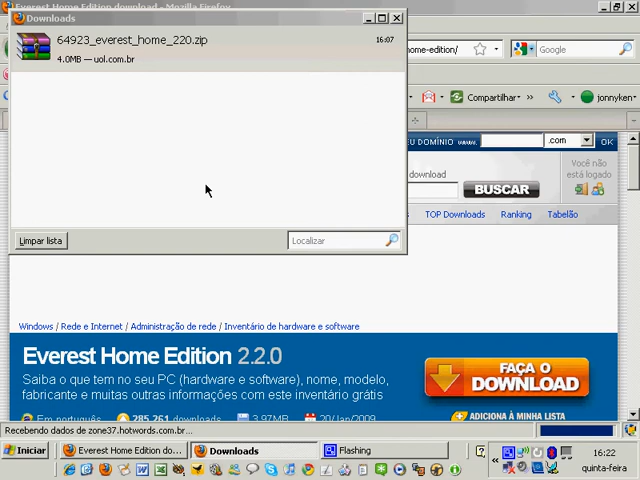 Everest Home Edition download - Mozilla Firefox
Downloads
64923_everest_home_220.zip
16:07
4.0MB — uol.com.br
Limpar lista
Localizar
home-edition/
Google
Compartilhar
»
jonnyken
DOMÍNIO www.
.com
OK
download
BUSCAR
Você não
está logado
TOP Downloads
Ranking
Tabelão
Windows / Rede e Internet / Administração de rede / Inventário de hardware e software
Everest Home Edition 2.2.0
Saiba o que tem no seu PC (hardware e software), nome, modelo,
fabricante e muitas outras informações com este inventário grátis
FAÇA O
DOWNLOAD
Em português
285.261 downloads
3.97MB
20/Jan/2009
ADICIONA À MINHA LISTA
Recebendo dados de zone37.hotwords.com.br...
Iniciar
Everest Home Edition do...
Downloads
Flashing
16:22
quinta-feira